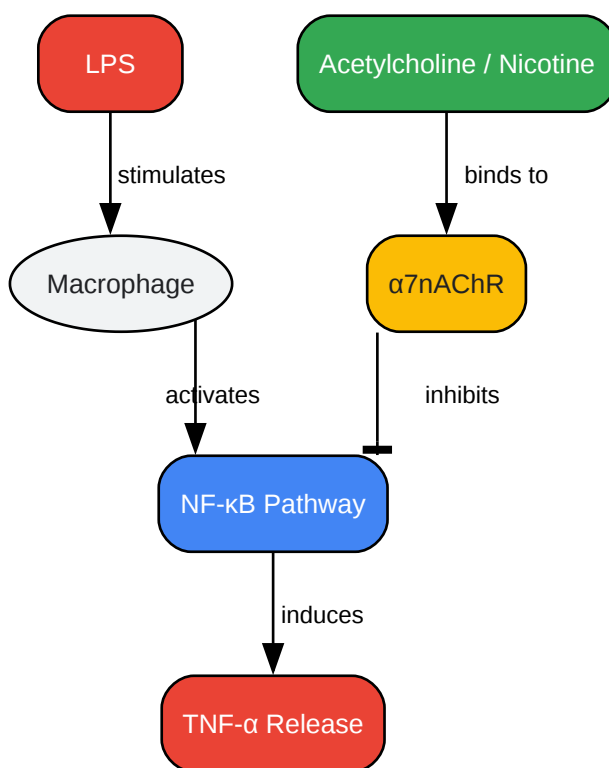 LPS
Acetylcholine / Nicotine
stimulates
binds to
Macrophage
α7nAChR
activates
inhibits
NF-κB Pathway
induces
TNF-α Release